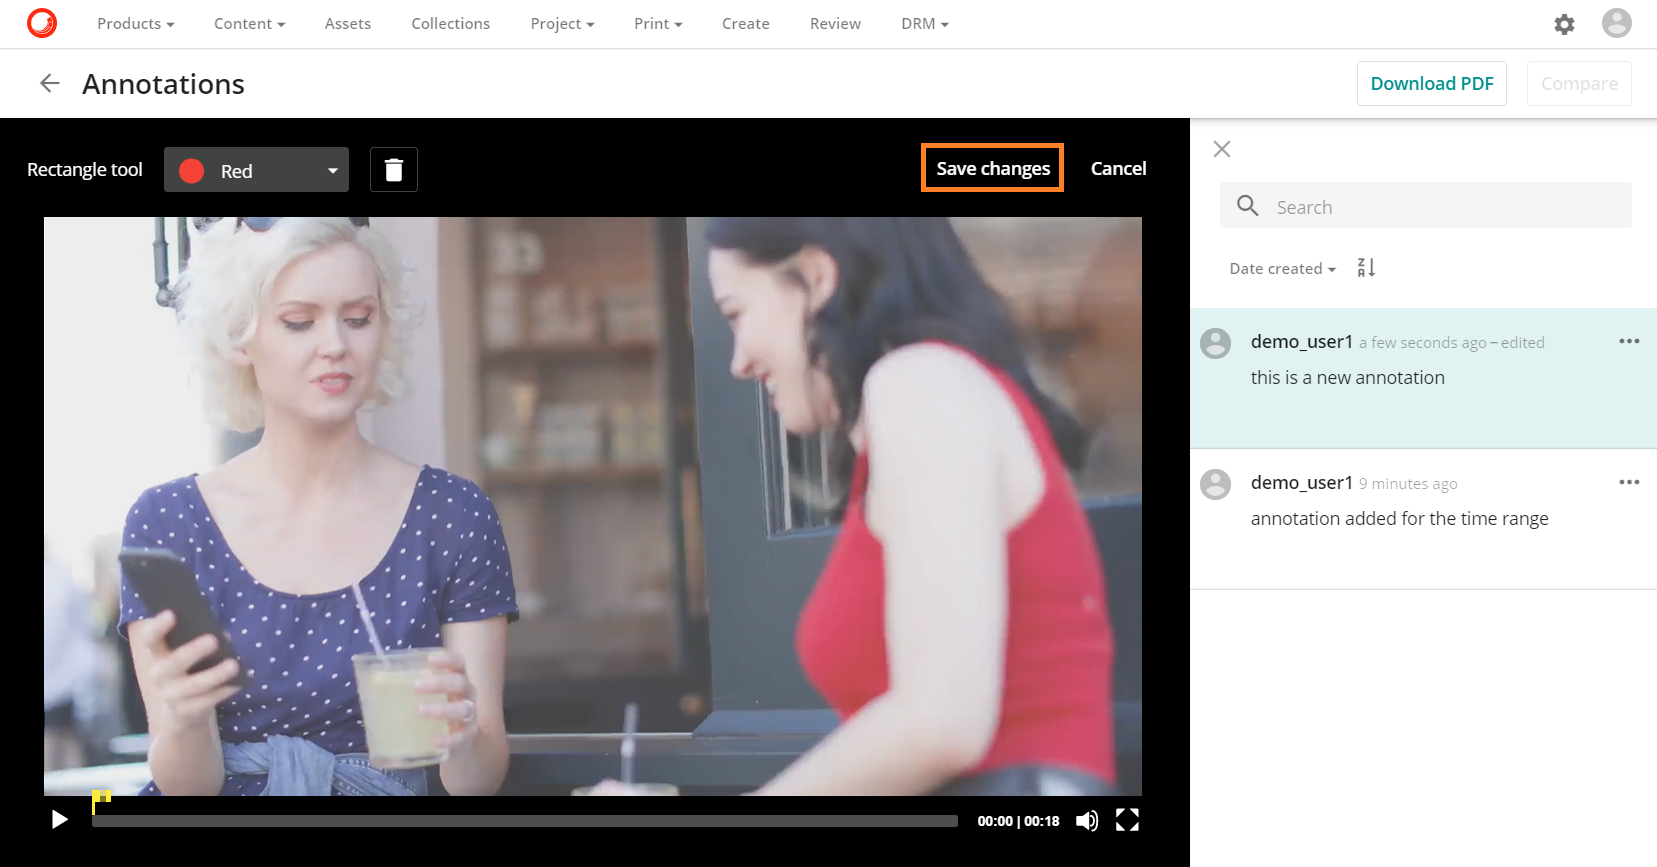 Products Content Assets Collections Project Print Create Review DRM
Annotations Download PDF Compare
Rectangle tool Red Save changes Cancel
Search
Date created
Z
A
demo_user1 a few seconds ago – edited
this is a new annotation
demo_user1 9 minutes ago
annotation added for the time range
33
00:00 | 00:18